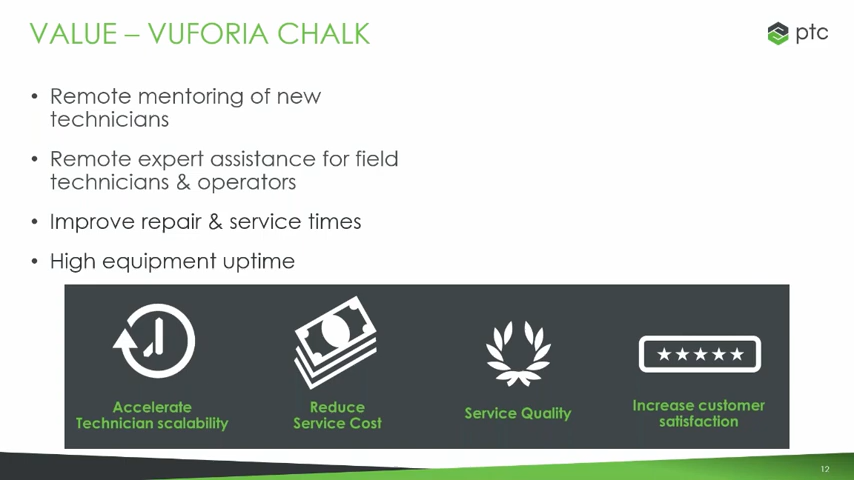 VALUE – VUFORIA CHALK
ptc
• Remote mentoring of new
technicians
• Remote expert assistance for field
technicians & operators
• Improve repair & service times
• High equipment uptime
Accelerate
Technician scalability
Reduce
Service Cost
Service Quality
Increase customer
satisfaction
12